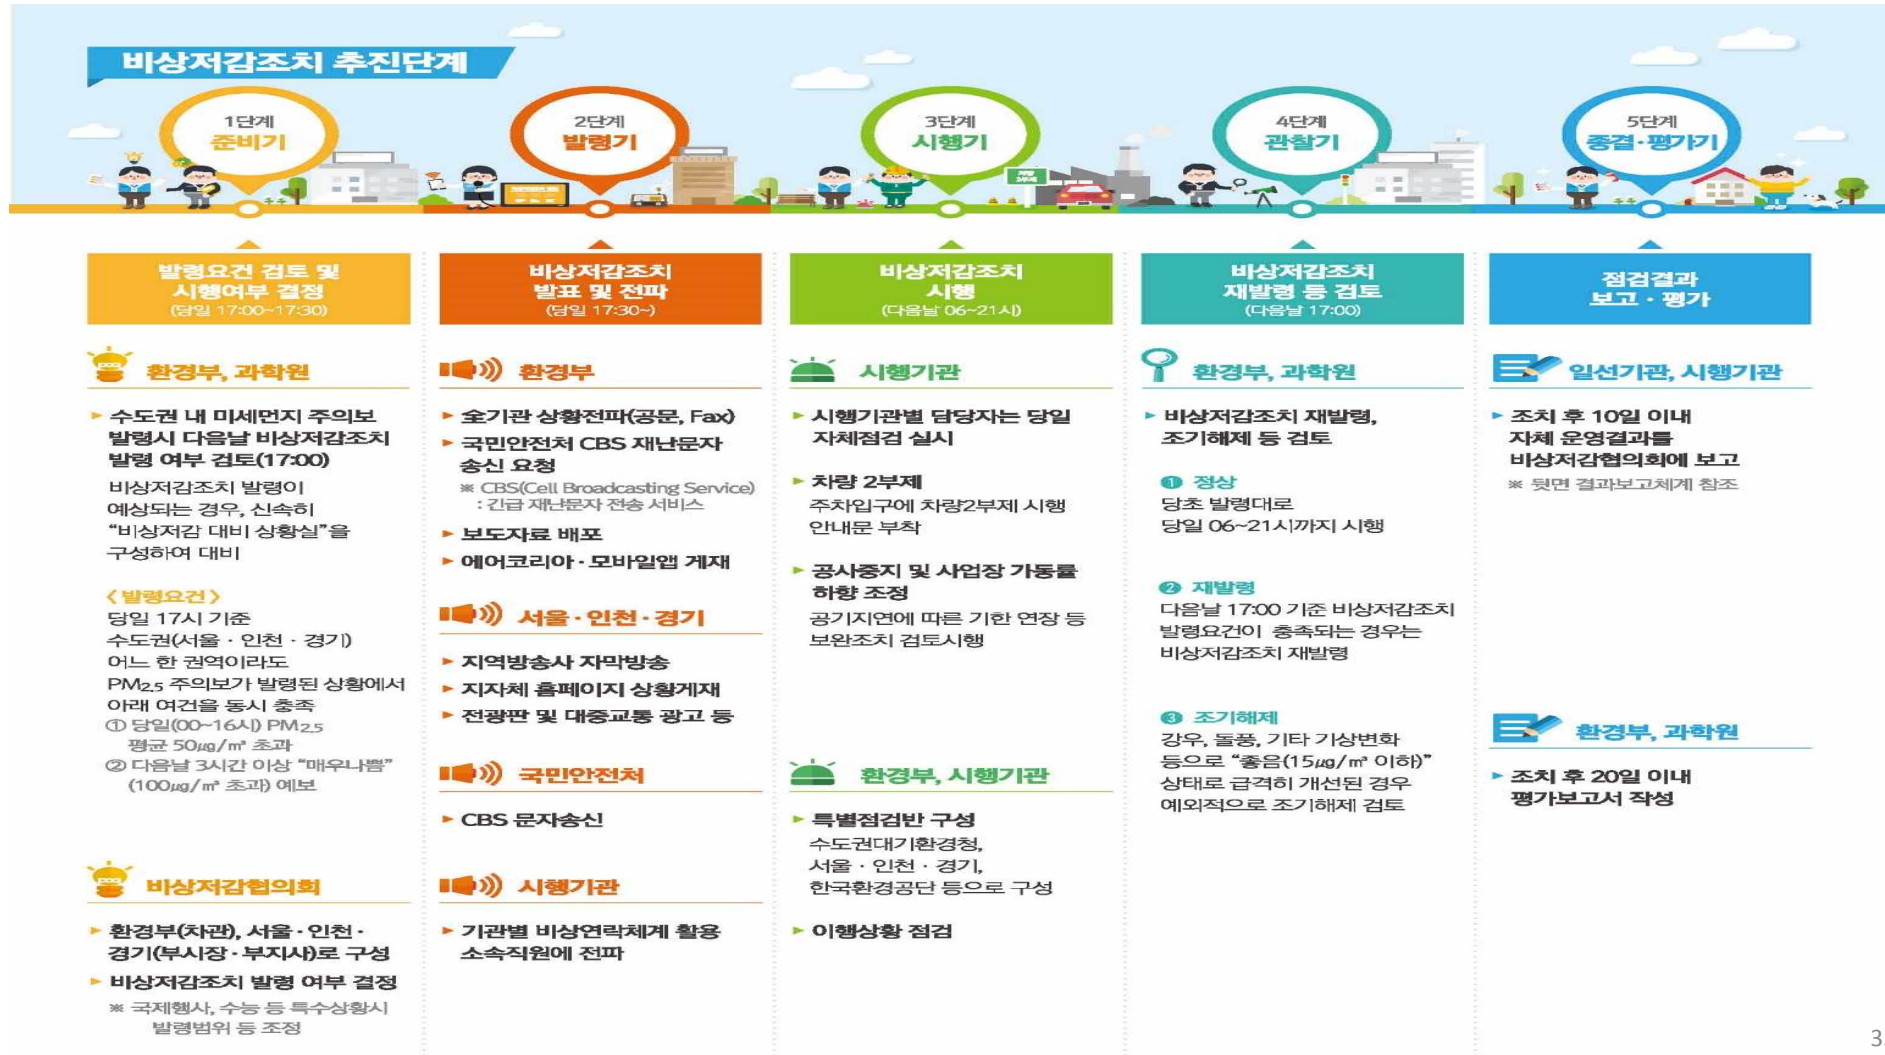 비상저감조치 추진단계
1단계
준비기
2단계
발령기
3단계
시행기
4단계
관찰기
5단계
종결·평가기
발령요건 검토 및
시행여부 결정
(당일 17:00~17:30)
환경부, 과학원
► 수도권 내 미세먼지 주의보
발령시 다음날 비상저감조치
발령 여부 검토(17:00)
비상저감조치 발령이
예상되는 경우, 신속히
“비상저감 대비 상황실”을
구성하여 대비
<발령요건>
당일 17시 기준
수도권(서울 · 인천 · 경기)
어느 한 권역이라도
PM2.5 주의보가 발령된 상황에서
아래 여건을 동시 충족
① 당일(00~16시) PM2.5
평균 50㎍/㎥ 초과
② 다음날 3시간 이상 “매우나쁨”
(100㎍/㎥ 초과) 예보
비상저감협의회
► 환경부(차관), 서울·인천·
경기(부시장·부지사)로 구성
► 비상저감조치 발령 여부 결정
※ 국제행사, 수능 등 특수상황시
발령범위 등 조정
비상저감조치
발표 및 전파
(당일 17:30~)
환경부
► 全기관 상황전파(공문, Fax)
► 국민안전처 CBS 재난문자
송신 요청
※ CBS(Cell Broadcasting Service)
: 긴급 재난문자 전송 서비스
► 보도자료 배포
► 에어코리아·모바일앱 게재
서울·인천·경기
► 지역방송사 자막방송
► 지자체 홈페이지 상황게재
► 전광판 및 대중교통 광고 등
국민안전처
► CBS 문자송신
시행기관
► 기관별 비상연락체계 활용
소속직원에 전파
비상저감조치
시행
(다음날 06~21시)
시행기관
► 시행기관별 담당자는 당일
자체점검 실시
► 차량 2부제
주차입구에 차량2부제 시행
안내문 부착
► 공사중지 및 사업장 가동률
하향 조정
공기지연에 따른 기한 연장 등
보완조치 검토시행
환경부, 시행기관
► 특별점검반 구성
수도권대기환경청,
서울 · 인천 · 경기,
한국환경공단 등으로 구성
► 이행상황 점검
비상저감조치
재발령 등 검토
(다음날 17:00)
환경부, 과학원
► 비상저감조치 재발령,
조기해제 등 검토
❶ 정상
당초 발령대로
당일 06~21시까지 시행
❷ 재발령
다음날 17:00 기준 비상저감조치
발령요건이 충족되는 경우는
비상저감조치 재발령
❸ 조기해제
강우, 돌풍, 기타 기상변화
등으로 “좋음(15㎍/㎥ 이하)”
상태로 급격히 개선된 경우
예외적으로 조기해제 검토
점검결과
보고 · 평가
일선기관, 시행기관
► 조치 후 10일 이내
자체 운영결과를
비상저감협의회에 보고
※ 뒷면 결과보고체계 참조
환경부, 과학원
► 조치 후 20일 이내
평가보고서 작성
3